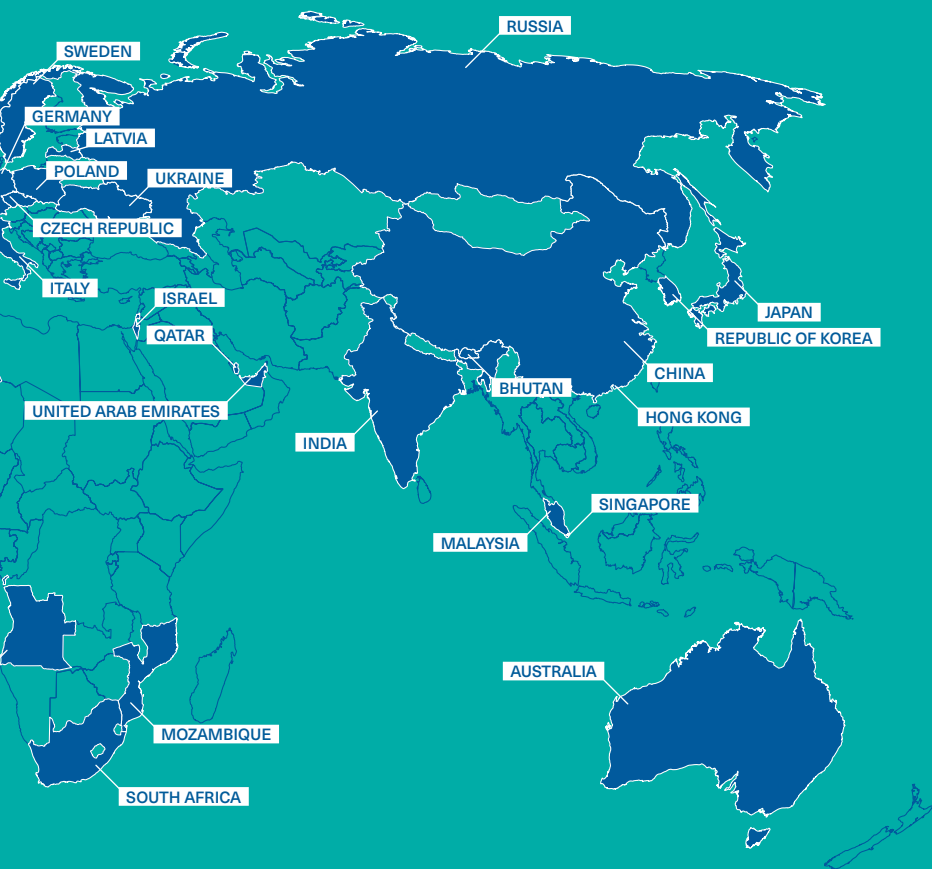 RUSSIA
SWEDEN
GERMANY
LATVIA
POLAND
UKRAINE
CZECH REPUBLIC
ITALY
ISRAEL
QATAR
JAPAN
REPUBLIC OF KOREA
CHINA
BHUTAN
UNITED ARAB EMIRATES
HONG KONG
INDIA
SINGAPORE
MALAYSIA
AUSTRALIA
MOZAMBIQUE
SOUTH AFRICA